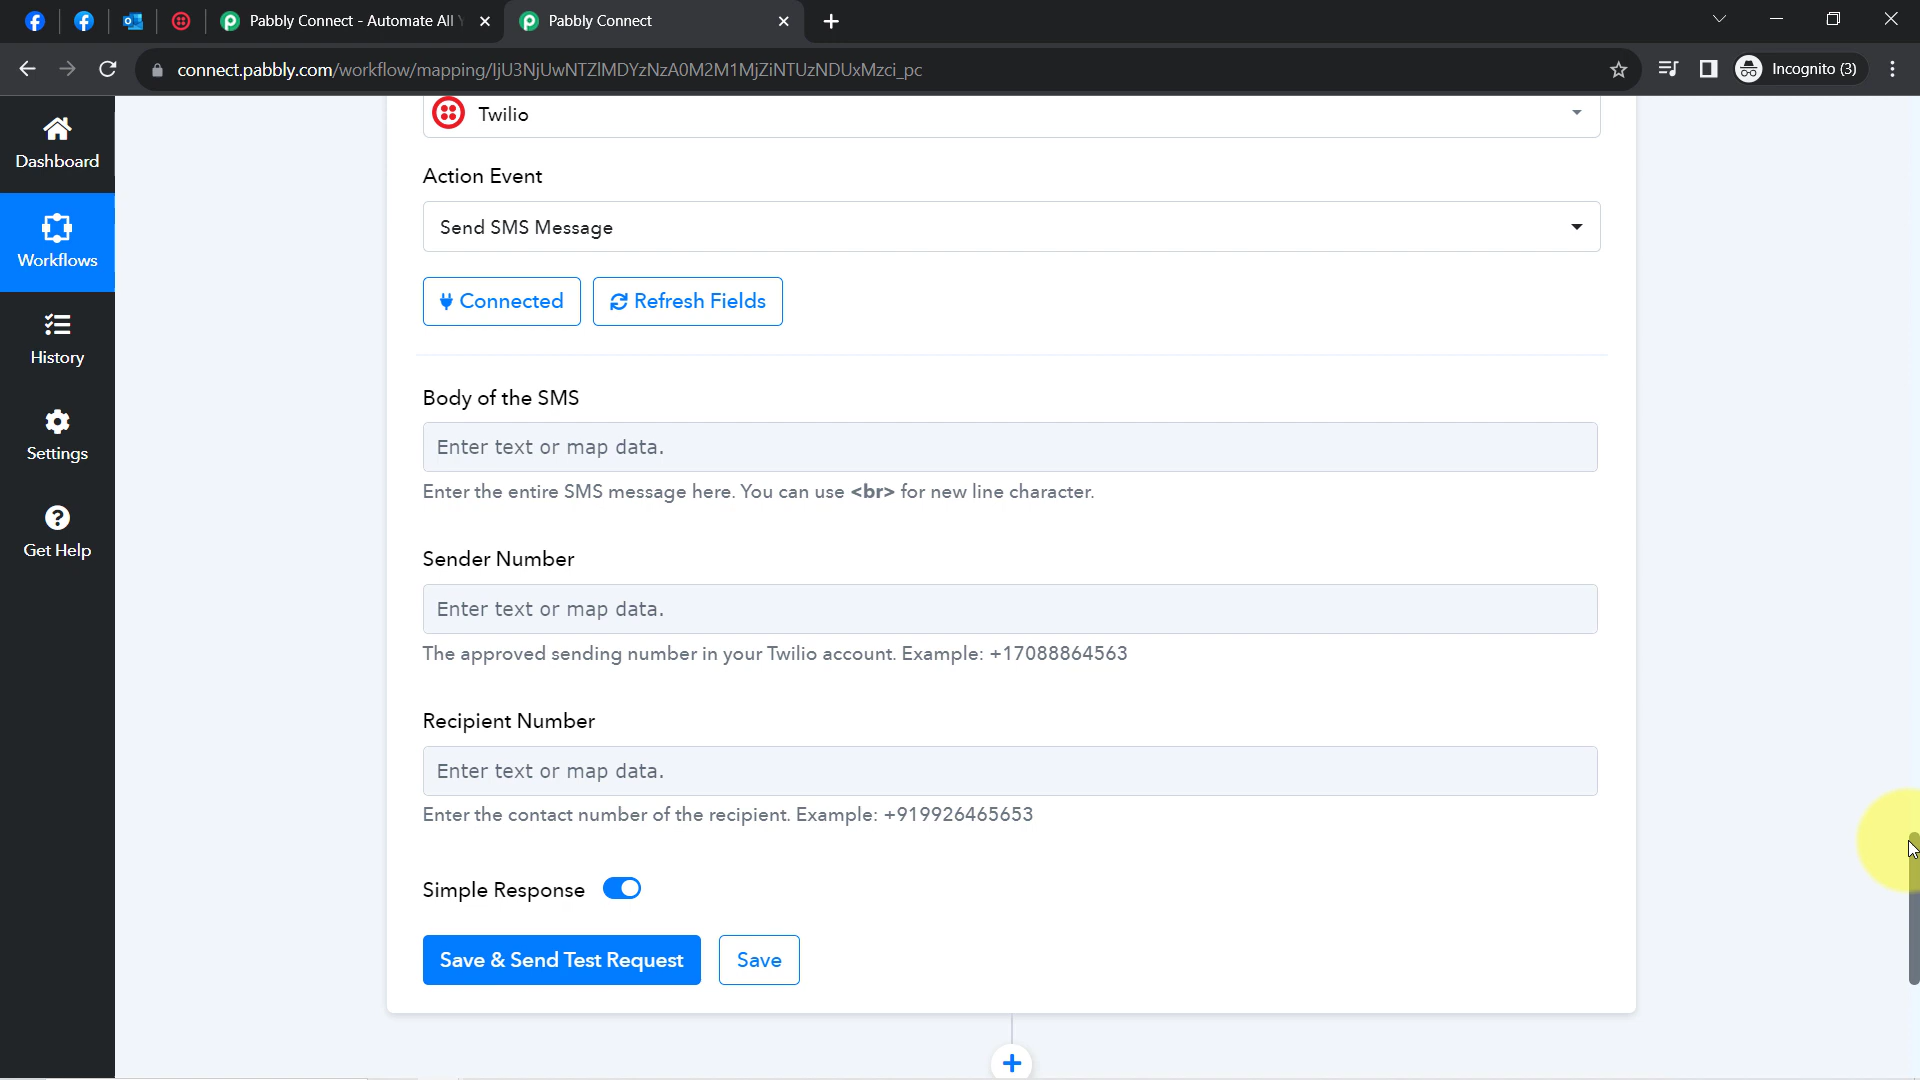 Pabbly Connect - Automate All
Pabbly Connect
connect.pabbly.com/workflow/mapping/IjU3NjUwNTZlMDYzNzA0M2M1MjZiNTUzNDUxMzci_pc
Incognito (3)
Dashboard
Workflows
History
Settings
Get Help
Twilio
Action Event
Send SMS Message
Connected
Refresh Fields
Body of the SMS
Enter text or map data.
Enter the entire SMS message here. You can use <br> for new line character.
Sender Number
Enter text or map data.
The approved sending number in your Twilio account. Example: +17088864563
Recipient Number
Enter text or map data.
Enter the contact number of the recipient. Example: +919926465653
Simple Response
Save & Send Test Request
Save